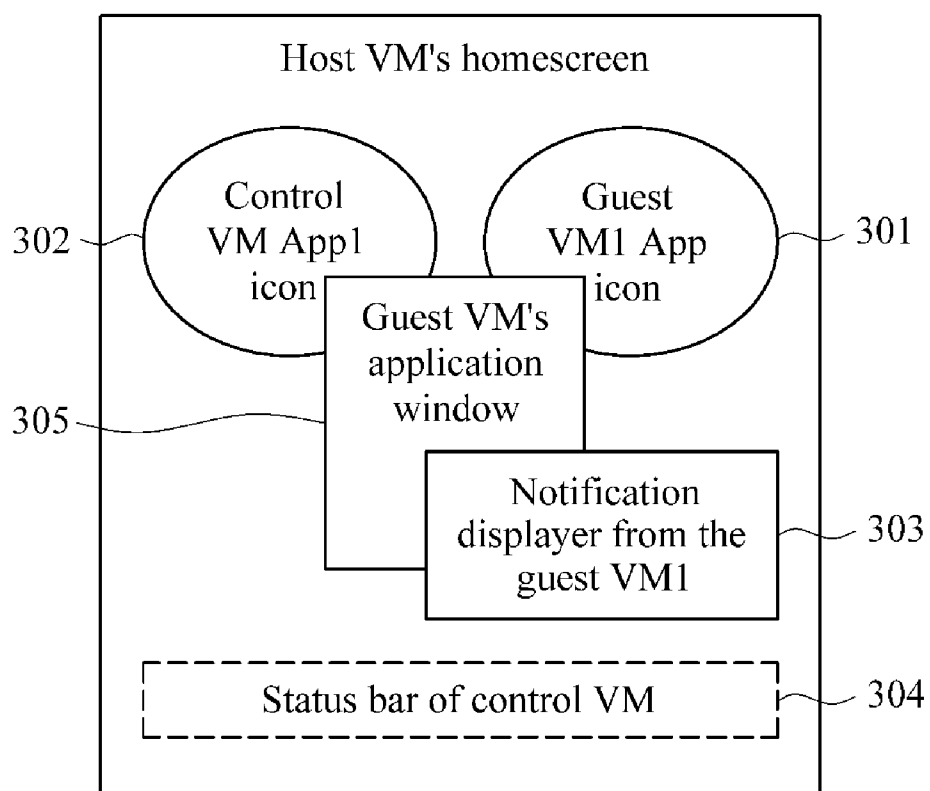 Host VM's homescreen
Control
VM App1
icon
302
Guest
VM1 App
icon
301
Guest VM's
application
window
305
Notification
displayer from the
guest VM1
303
Status bar of control VM
304